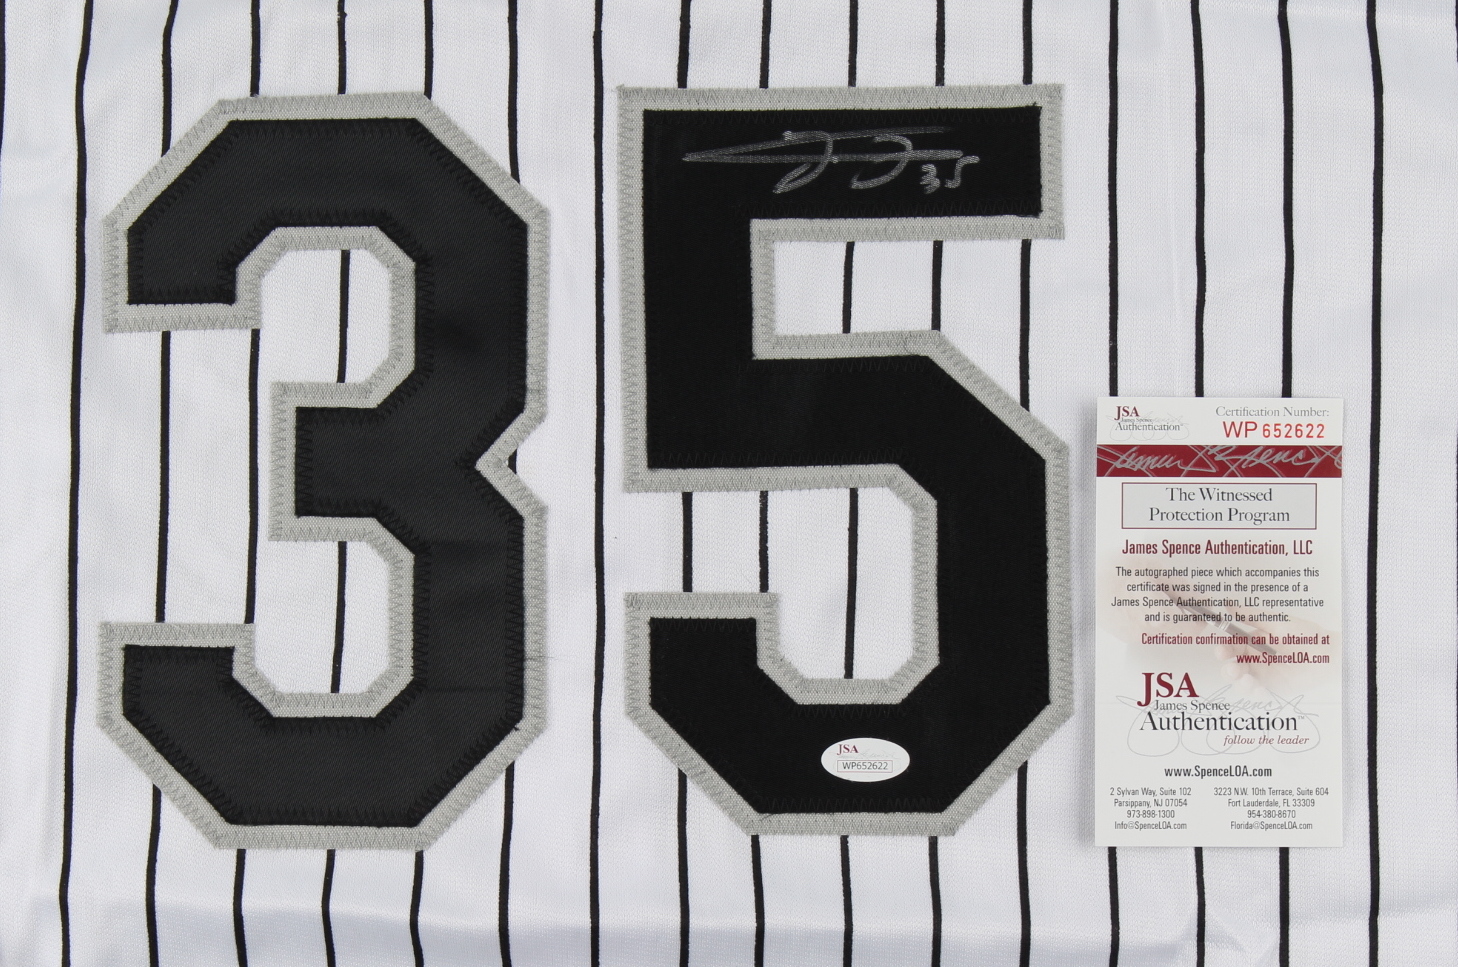 35
35
JSA
WP652622
JSA
James Spence
Authentication
Certification Number:
WP 652622
The Witnessed
Protection Program
James Spence Authentication, LLC
The autographed piece which accompanies this
certificate was signed in the presence of a
James Spence Authentication, LLC representative
and is guaranteed to be authentic.
Certification confirmation can be obtained at
www.SpenceLOA.com
JSA
James Spence
Authentication™
follow the leader
www.SpenceLOA.com
2 Sylvan Way, Suite 102
Parsippany, NJ 07054
973-898-1300
Info@SpenceLOA.com
3223 N.W. 10th Terrace, Suite 604
Fort Lauderdale, FL 33309
954-380-8670
Florida@SpenceLOA.com